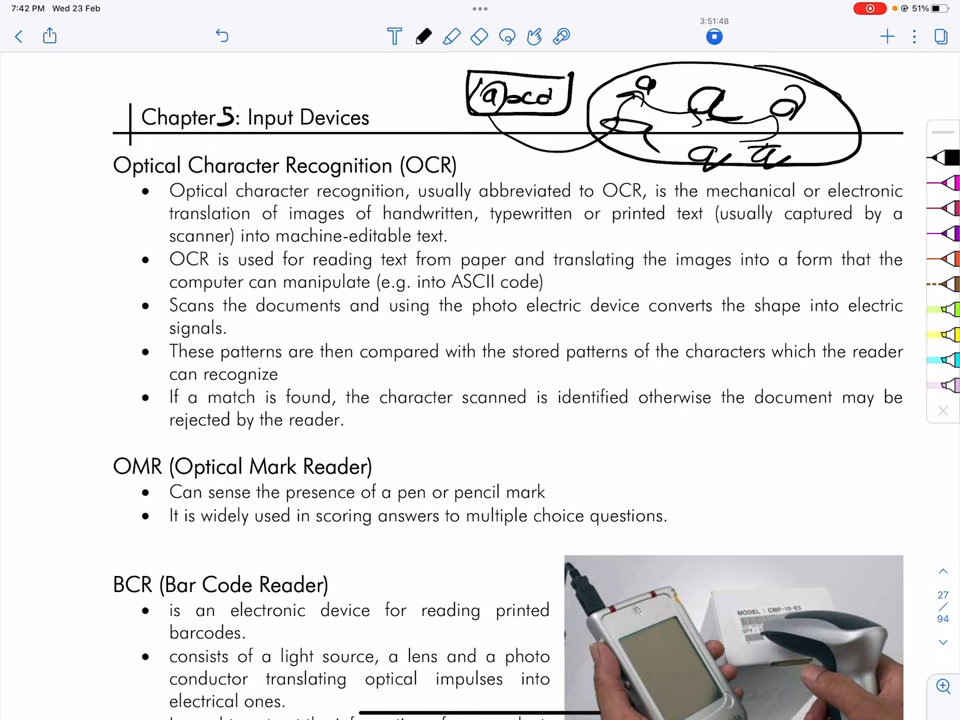 7:42 PM Wed 23 Feb
51%
3:51:48
abcd
a a a
a a
Chapter 5: Input Devices
Optical Character Recognition (OCR)
• Optical character recognition, usually abbreviated to OCR, is the mechanical or electronic
translation of images of handwritten, typewritten or printed text (usually captured by a
scanner) into machine-editable text.
• OCR is used for reading text from paper and translating the images into a form that the
computer can manipulate (e.g. into ASCII code)
• Scans the documents and using the photo electric device converts the shape into electric
signals.
• These patterns are then compared with the stored patterns of the characters which the reader
can recognize
• If a match is found, the character scanned is identified otherwise the document may be
rejected by the reader.
OMR (Optical Mark Reader)
• Can sense the presence of a pen or pencil mark
• It is widely used in scoring answers to multiple choice questions.
BCR (Bar Code Reader)
• is an electronic device for reading printed
barcodes.
• consists of a light source, a lens and a photo
conductor translating optical impulses into
electrical ones.
MODEL : CMP-10-E5
QTY :
27
/
94